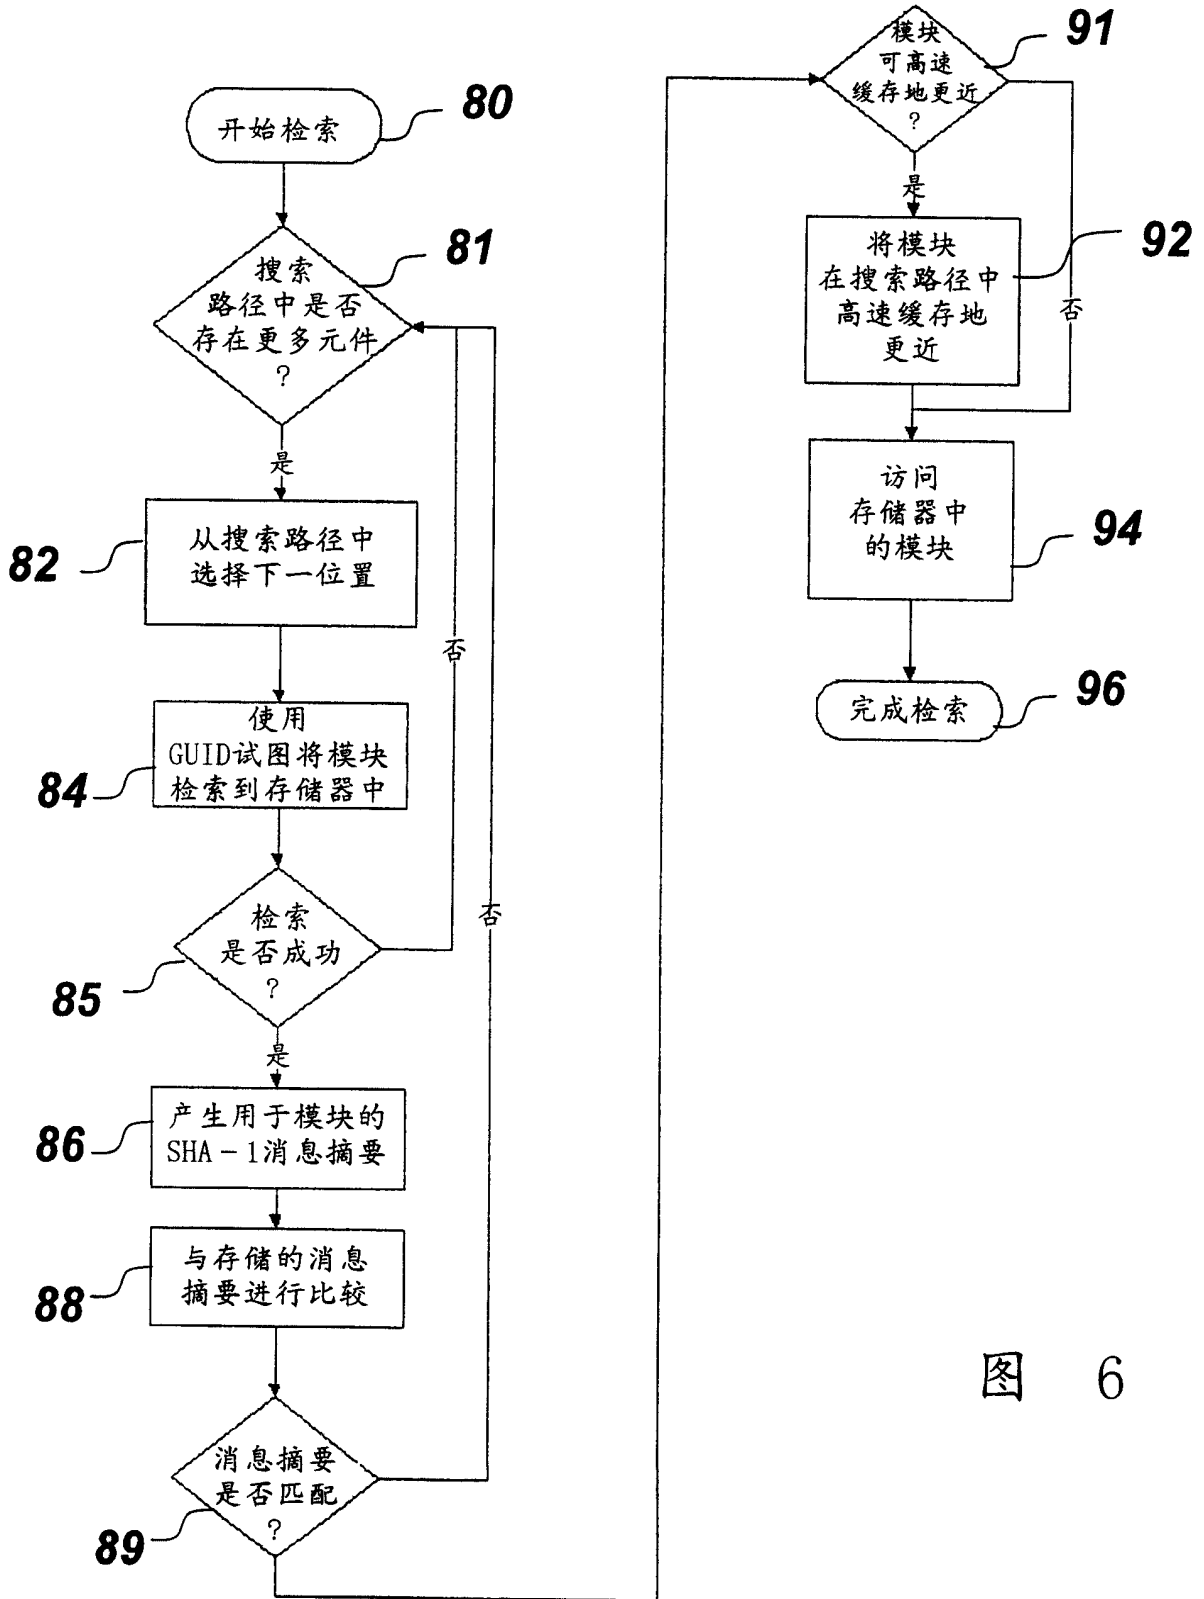 80
开始检索
81
搜索
路径中是否
存在更多元件
?
是
82
从搜索路径中
选择下一位置
否
84
使用
GUID试图将模块
检索到存储器中
85
检索
是否成功
?
否
是
86
产生用于模块的
SHA-1消息摘要
88
与存储的消息
摘要进行比较
89
消息摘要
是否匹配
?
91
模块
可高速
缓存地更近
?
是
92
将模块
在搜索路径中
高速缓存地
更近
否
94
访问
存储器中
的模块
96
完成检索
图 6